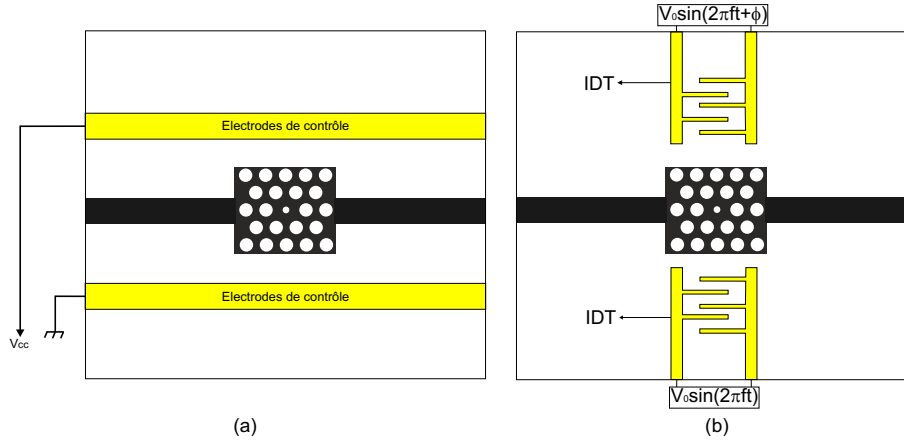 Electrodes de contrôle
Electrodes de contrôle
Vcc
(a)
V₀sin(2πft+ϕ)
IDT
IDT
V₀sin(2πft)
(b)